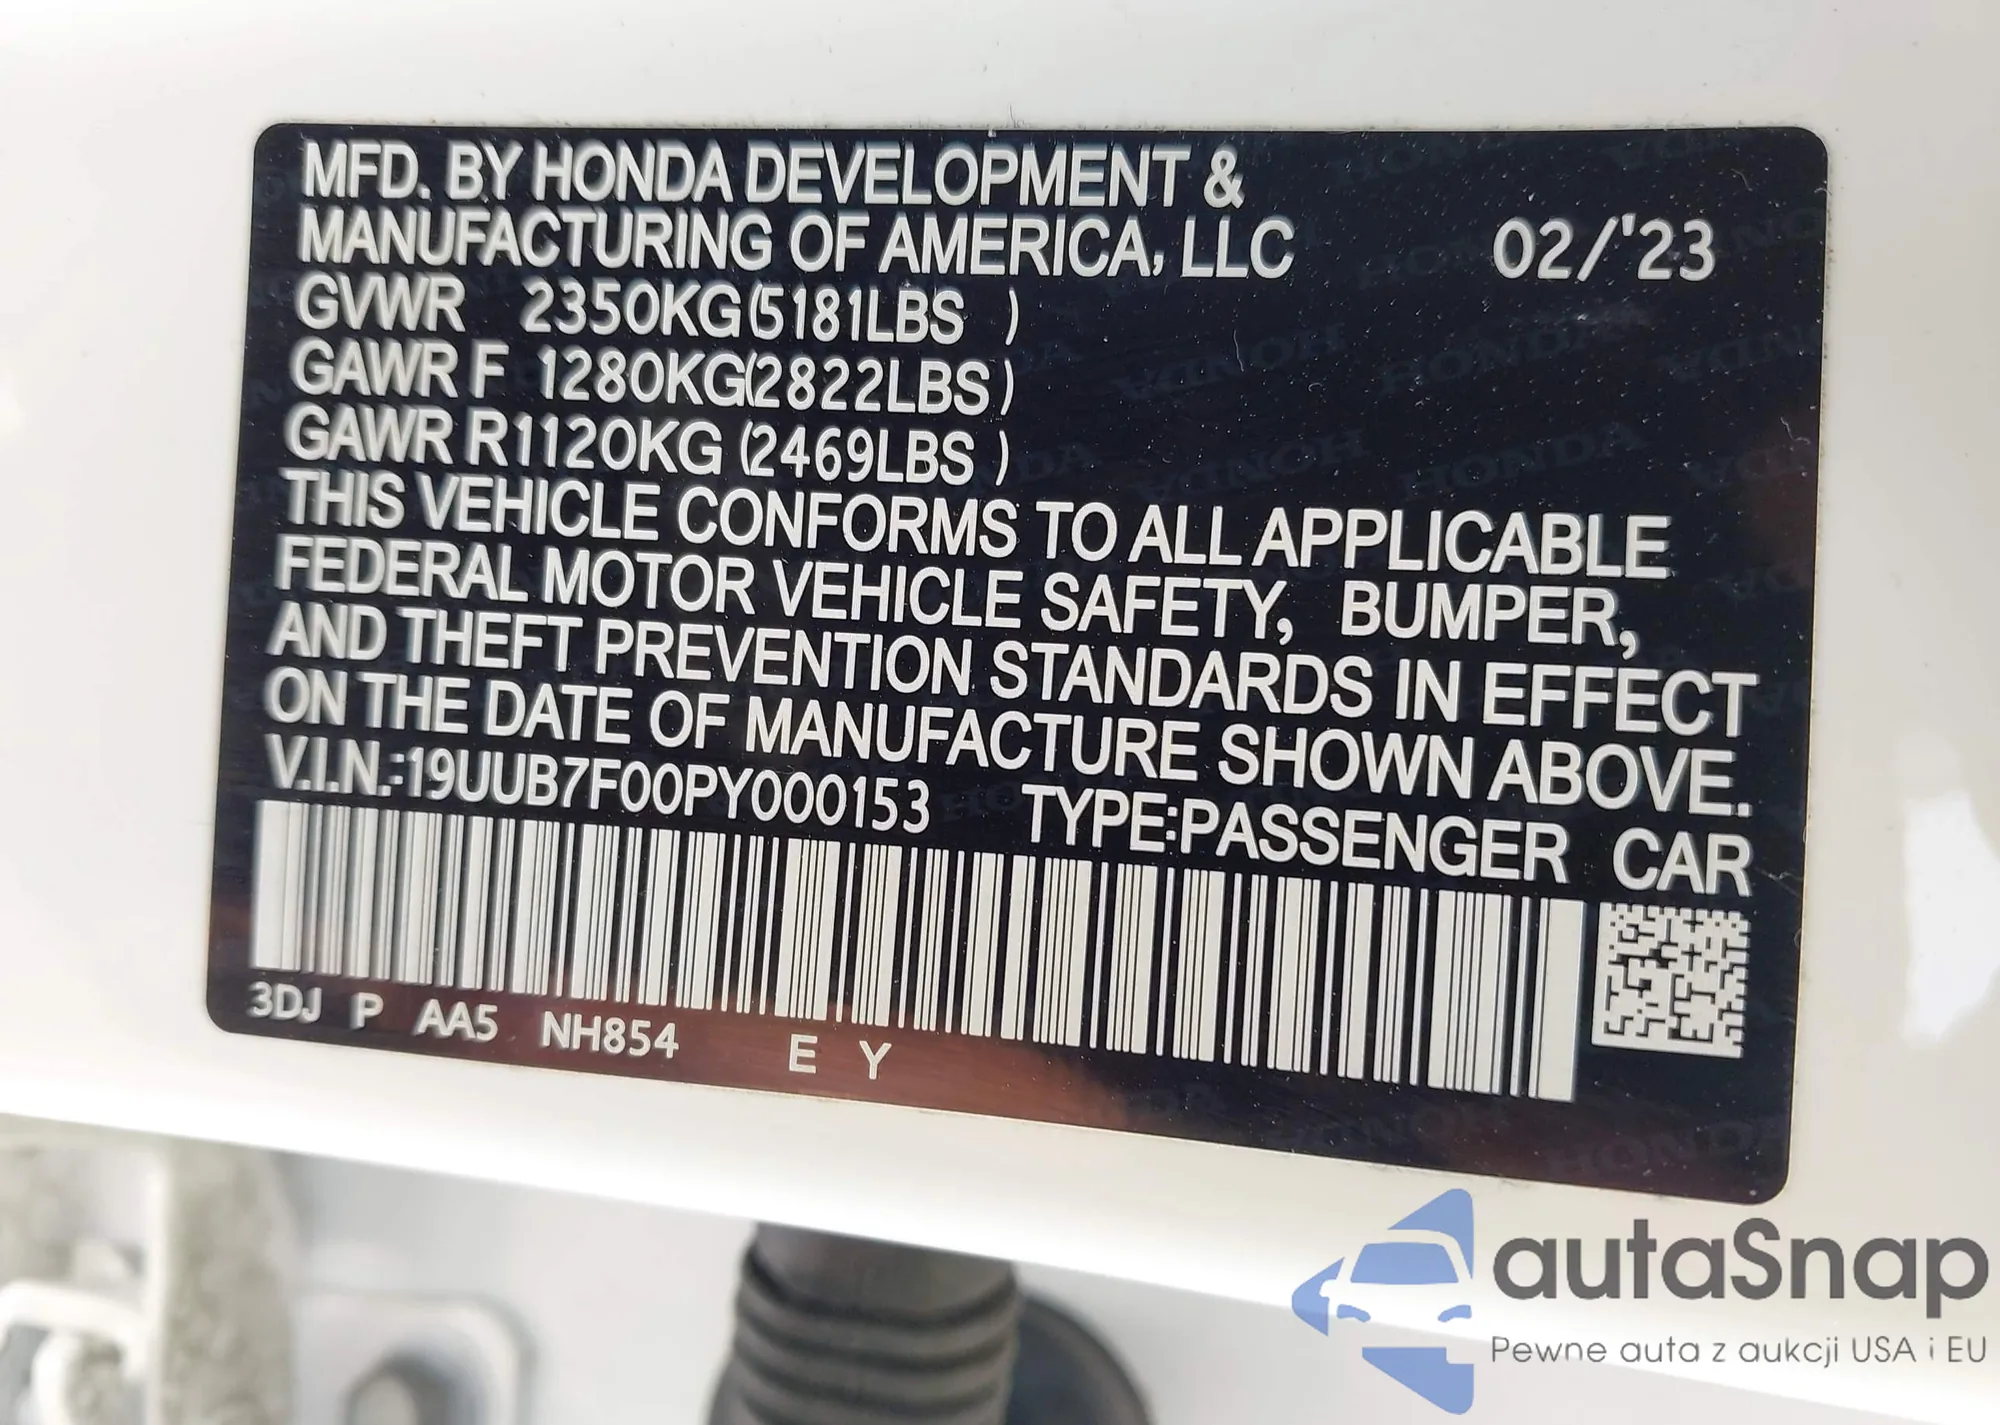 MFD. BY HONDA DEVELOPMENT &
MANUFACTURING OF AMERICA, LLC 02/'23
GVWR 2350KG(5181LBS )
GAWR F 1280KG(2822LBS)
GAWR R1120KG (2469LBS )
THIS VEHICLE CONFORMS TO ALL APPLICABLE
FEDERAL MOTOR VEHICLE SAFETY, BUMPER,
AND THEFT PREVENTION STANDARDS IN EFFECT
ON THE DATE OF MANUFACTURE SHOWN ABOVE.
V.I.N.:19UUB7F00PY000153 TYPE:PASSENGER CAR
3DJ P AA5 NH854 E Y
autaSnap
Pewne auta z aukcji USA i EU